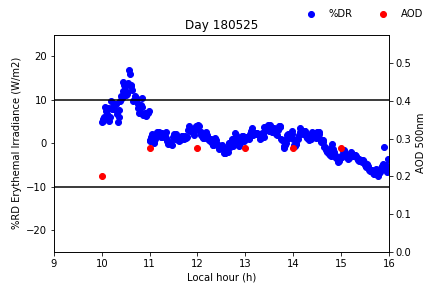 %DR AOD
Day 180525
20
10
0
−10
−20
%RD Erythemal Irradiance (W/m2)
0.5
0.4
0.3
0.2
0.1
0.0
AOD 500nm
9 10 11 12 13 14 15 16
Local hour (h)